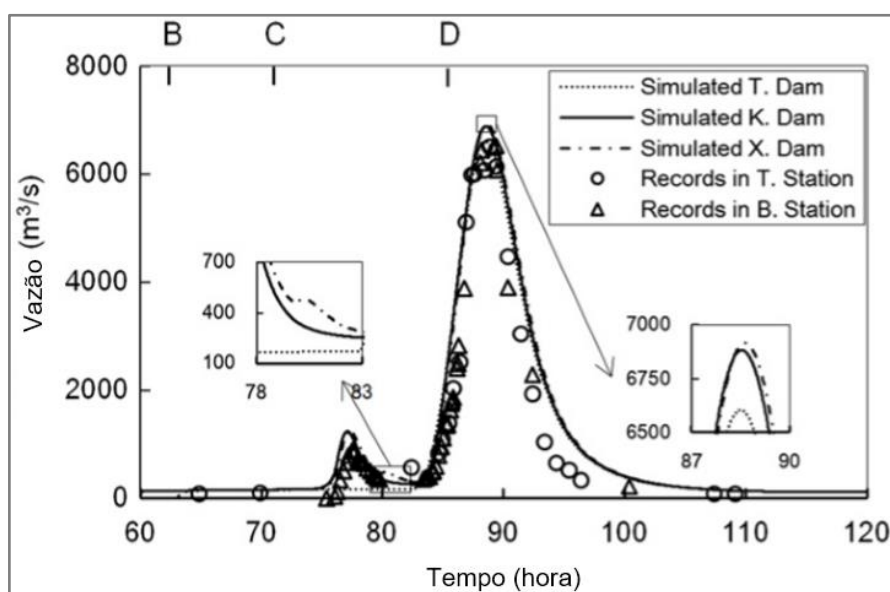 B C D
8000
6000
4000
2000
0
Vazão (m³/s)
Simulated T. Dam
Simulated K. Dam
Simulated X. Dam
Records in T. Station
Records in B. Station
700
400
100
78 83
7000
6750
6500
87 90
60 70 80 90 100 110 120
Tempo (hora)